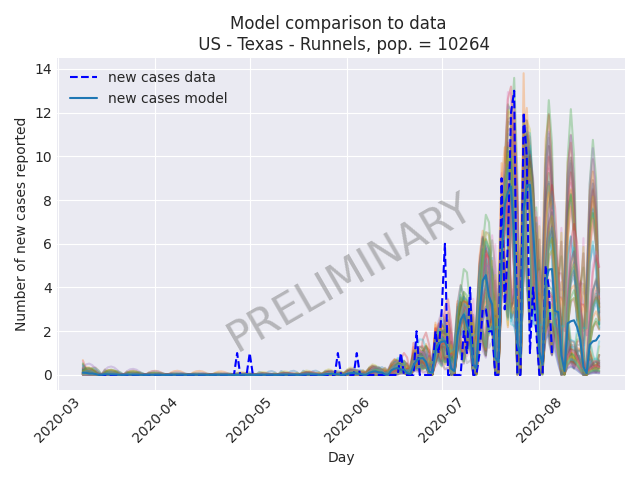 Model comparison to data
US - Texas - Runnels, pop. = 10264
new cases data
new cases model
Number of new cases reported
14
12
10
8
6
4
2
0
PRELIMINARY
2020-03
2020-04
2020-05
2020-06
2020-07
2020-08
Day